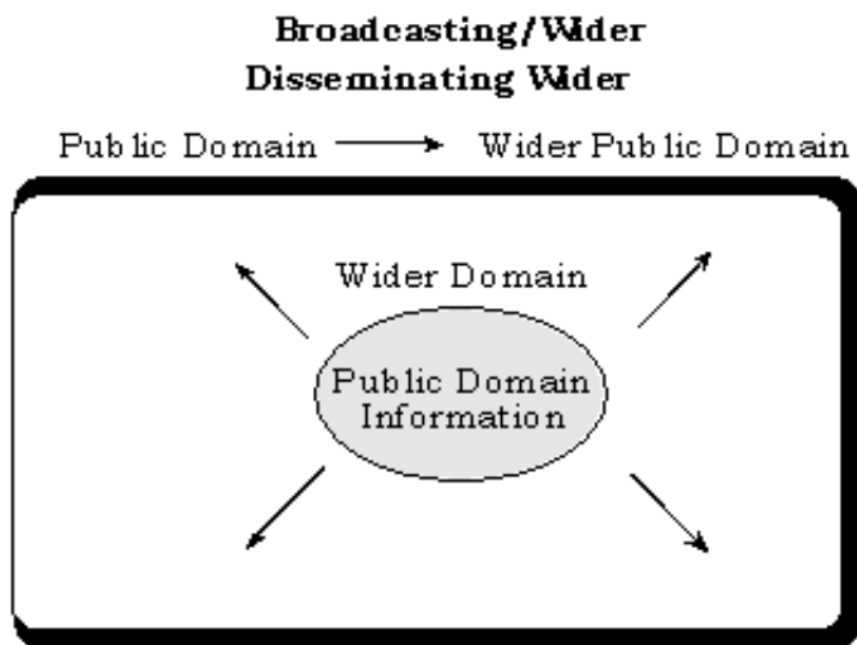 Broadcasting/Wider
Disseminating Wider
Public Domain Wider Public Domain
Wider Domain
Public Domain
Information